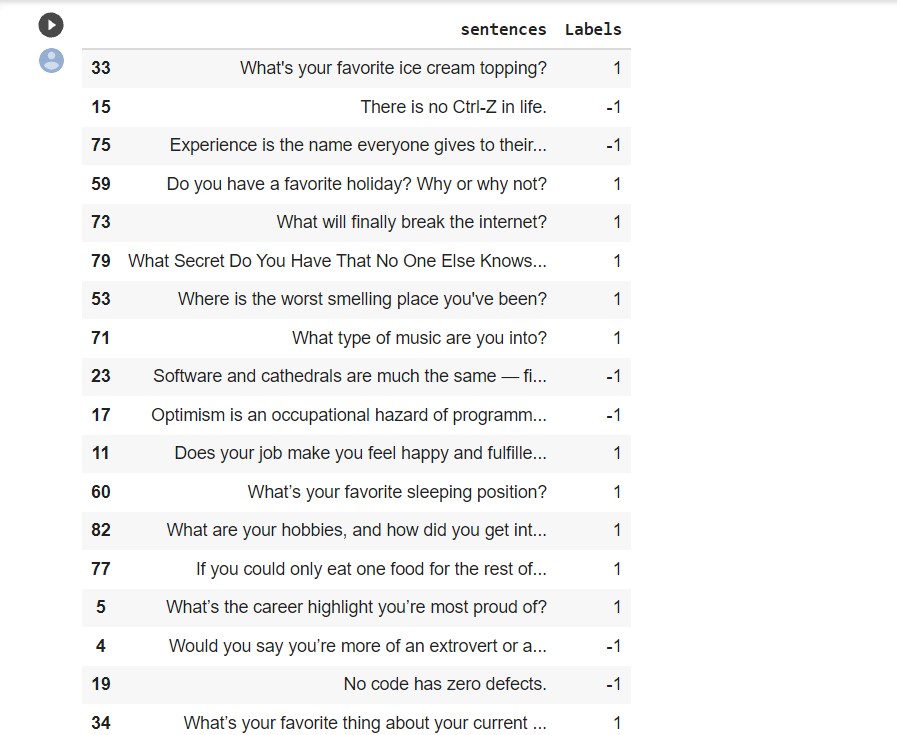 sentences Labels
33 What's your favorite ice cream topping? 1
15 There is no Ctrl-Z in life. -1
75 Experience is the name everyone gives to their... -1
59 Do you have a favorite holiday? Why or why not? 1
73 What will finally break the internet? 1
79 What Secret Do You Have That No One Else Knows... 1
53 Where is the worst smelling place you've been? 1
71 What type of music are you into? 1
23 Software and cathedrals are much the same — fi... -1
17 Optimism is an occupational hazard of programm... -1
11 Does your job make you feel happy and fulfille... 1
60 What’s your favorite sleeping position? 1
82 What are your hobbies, and how did you get int... 1
77 If you could only eat one food for the rest of... 1
5 What’s the career highlight you’re most proud of? 1
4 Would you say you’re more of an extrovert or a... -1
19 No code has zero defects. -1
34 What’s your favorite thing about your current ... 1